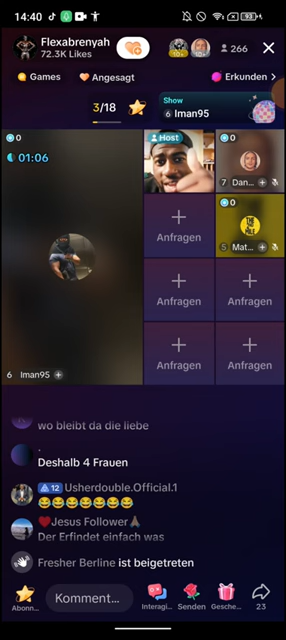 14:40
93
Flexabrenyah
72.3K Likes
10+
10+
266
Games
Angesagt
Erkunden >
3/18
Show
6 Iman95
0
01:06
Host
0
7 Dan... +
Anfragen
0
5 Mat... +
Anfragen
Anfragen
Anfragen
Anfragen
6 Iman95 +
wo bleibt da die liebe
.
Deshalb 4 Frauen
12 Usherdouble.Official.1
😂😂😂😂😂😂😂
❤️Jesus Follower🙏🏿
Der Erfindet einfach was
Fresher Berline ist beigetreten
Abonn...
Komment...
Interagi...
Senden
Gesche...
23